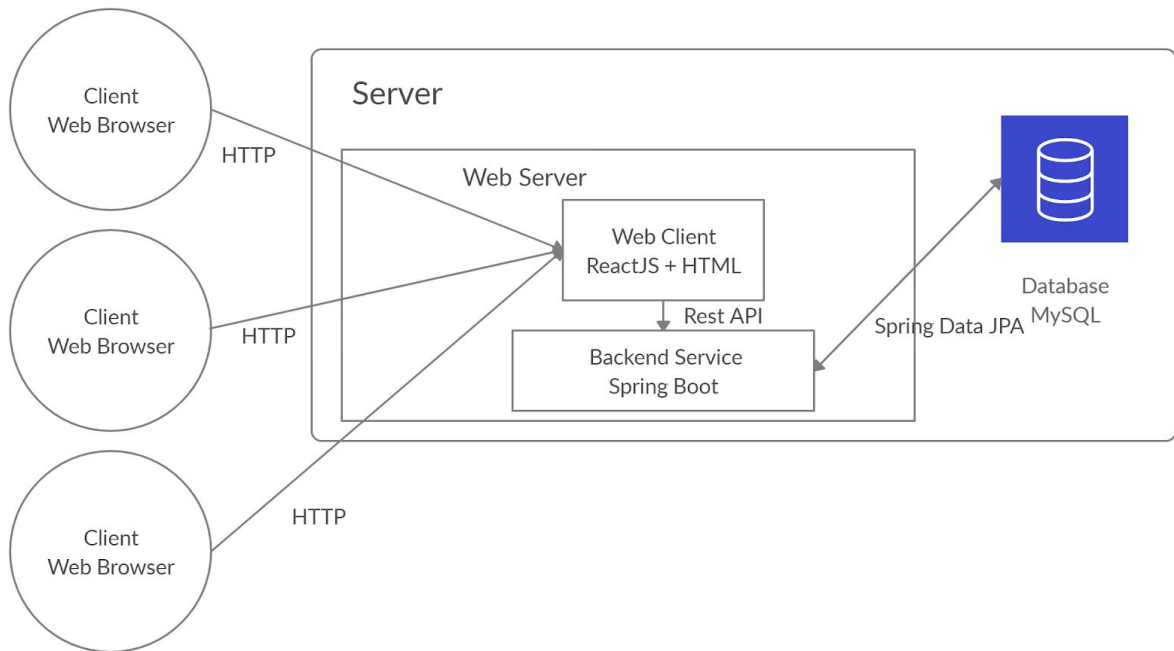 Client
Web Browser
HTTP
Server
Web Server
Web Client
ReactJS + HTML
Rest API
Backend Service
Spring Boot
Spring Data JPA
Database
MySQL
Client
Web Browser
HTTP
Client
Web Browser
HTTP